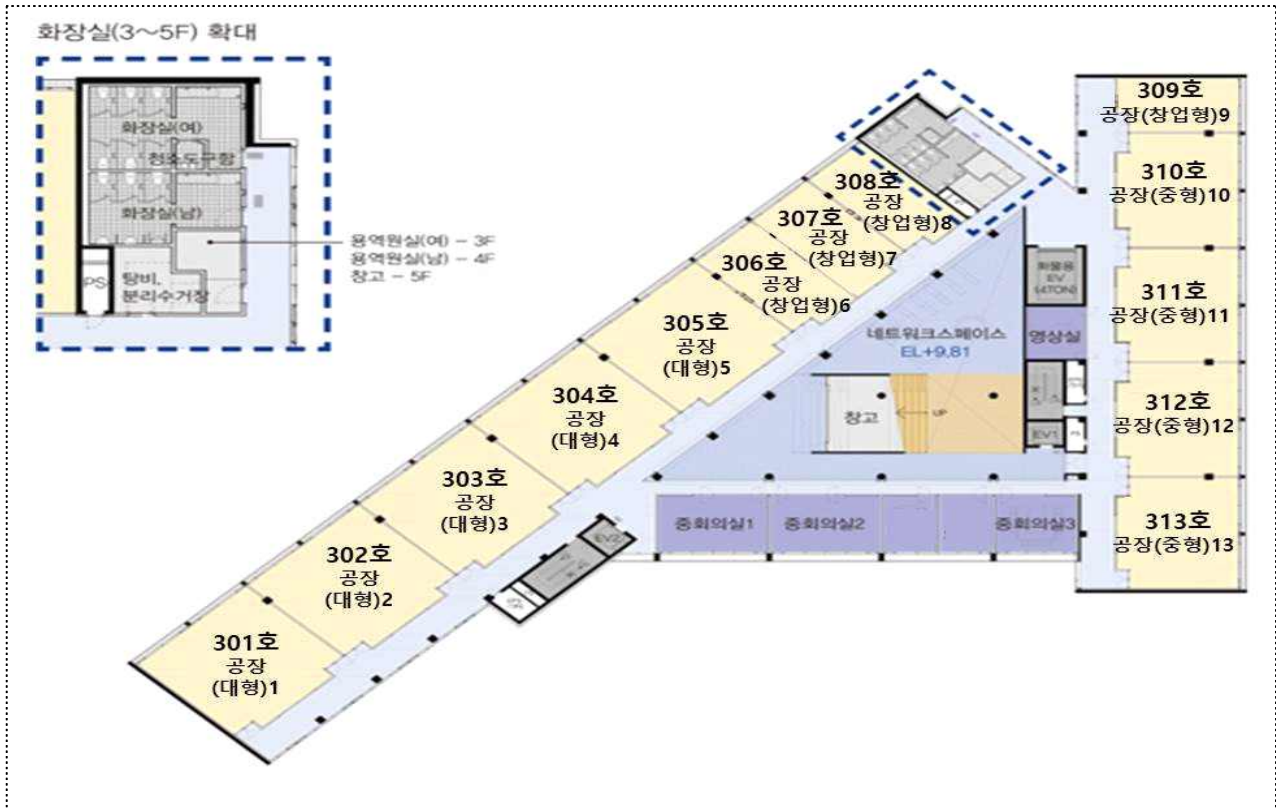 화장실(3~5F) 확대
화장실(여)
청소도구함
화장실(남)
PS
탕비,
분리수거장
용역원실(여) - 3F
용역원실(남) - 4F
창고 - 5F
309호
공장(창업형)9
310호
공장(중형)10
308호
공장
(창업형)8
307호
공장
(창업형)7
306호
공장
(창업형)6
화물용
EV
(4TON)
311호
공장(중형)11
305호
공장
(대형)5
네트워크스페이스
EL+9.81
영상실
304호
공장
(대형)4
창고
UP
312호
공장(중형)12
EV1
303호
공장
(대형)3
중회의실1
중회의실2
중회의실3
313호
공장(중형)13
EV2
302호
공장
(대형)2
301호
공장
(대형)1